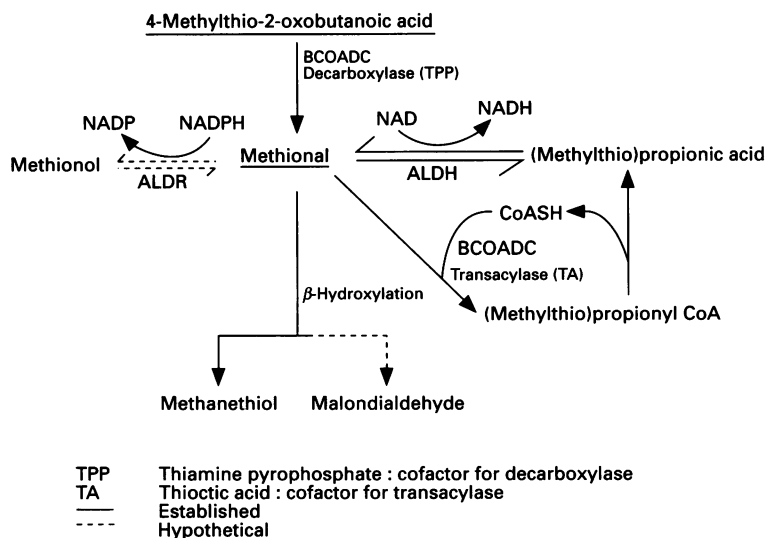 4-Methylthio-2-oxobutanoic acid
BCOADC
Decarboxylase (TPP)
NADP
NADPH
NAD
NADH
Methionol
ALDR
Methional
ALDH
(Methylthio)propionic acid
CoASH
BCOADC
Transacylase (TA)
β-Hydroxylation
(Methylthio)propionyl CoA
Methanethiol
Malondialdehyde
TPP Thiamine pyrophosphate : cofactor for decarboxylase
TA Thioctic acid : cofactor for transacylase
Established
Hypothetical